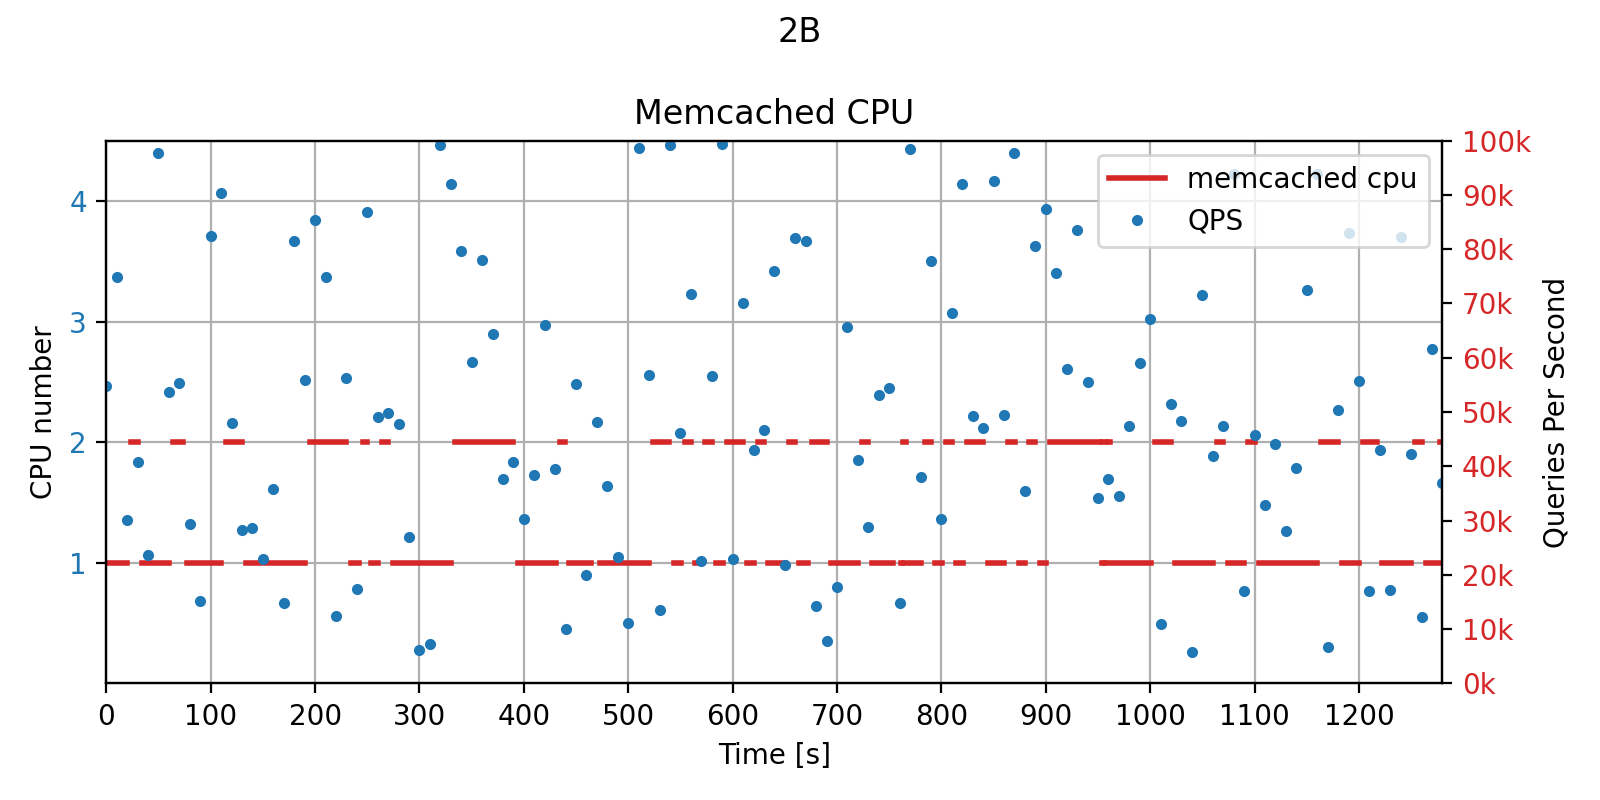 2B
Memcached CPU
memcached cpu
QPS
CPU number
4
3
2
1
100k
90k
80k
70k
60k
50k
40k
30k
20k
10k
0k
Queries Per Second
0 100 200 300 400 500 600 700 800 900 1000 1100 1200
Time [s]